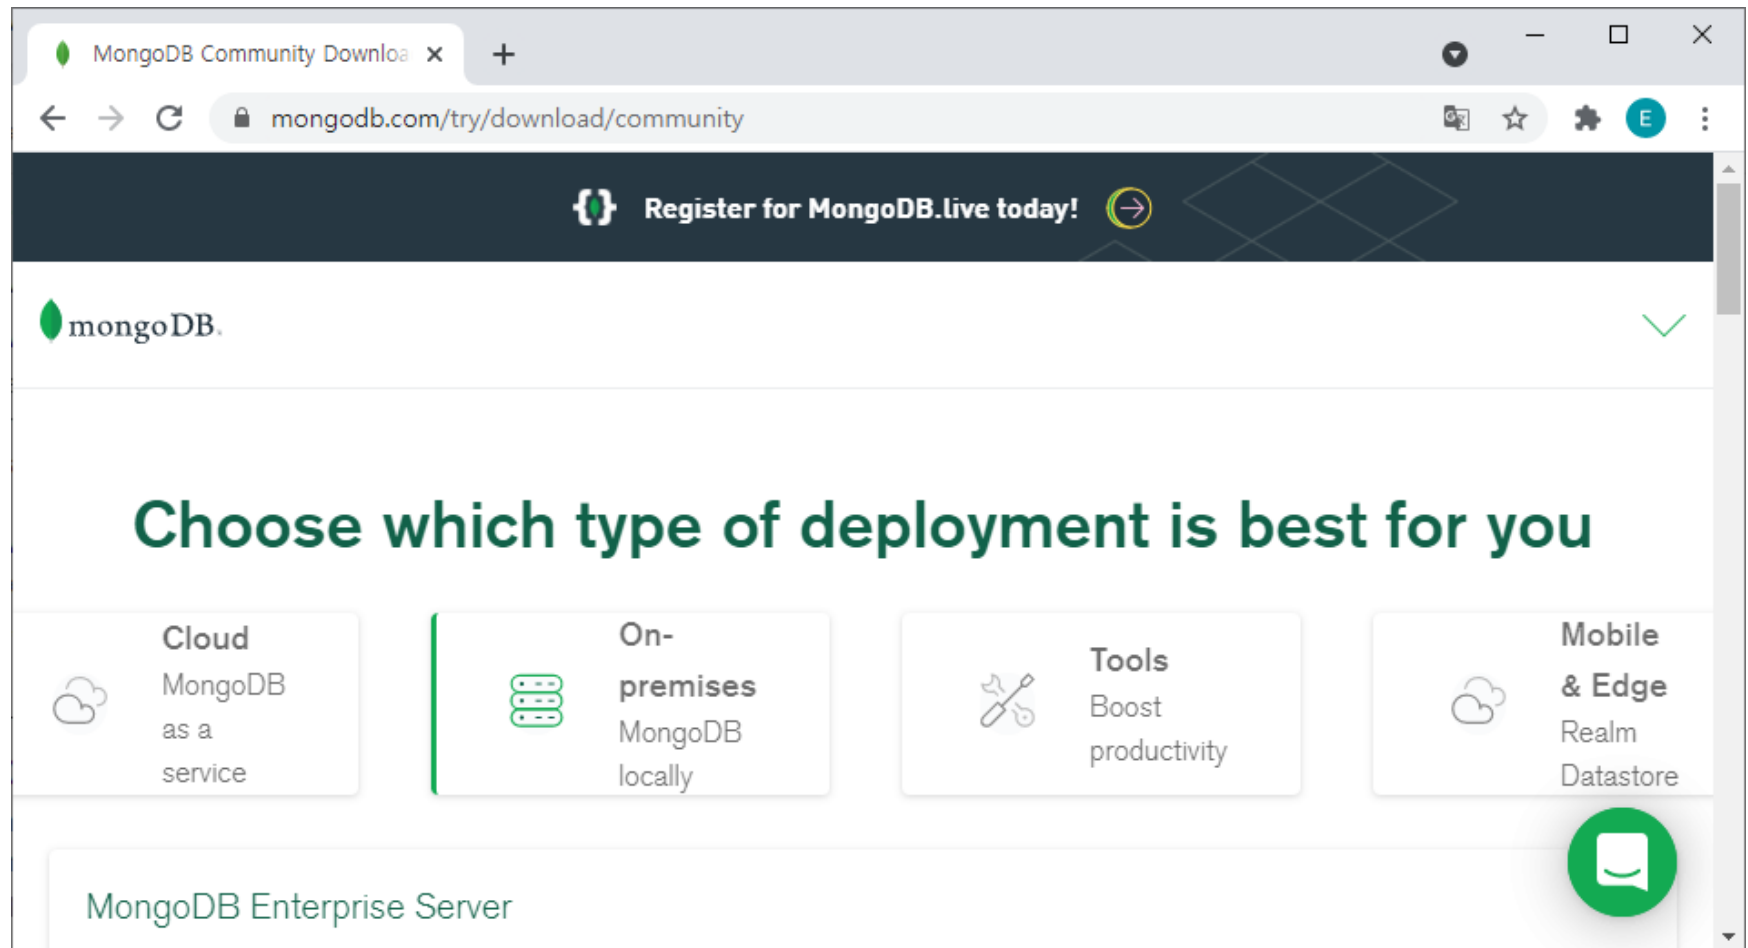 MongoDB Community Downloa
mongodb.com/try/download/community
E
Register for MongoDB.live today!
mongoDB.
Choose which type of deployment is best for you
Cloud
MongoDB
as a
service
On-
premises
MongoDB
locally
Tools
Boost
productivity
Mobile
& Edge
Realm
Datastore
MongoDB Enterprise Server